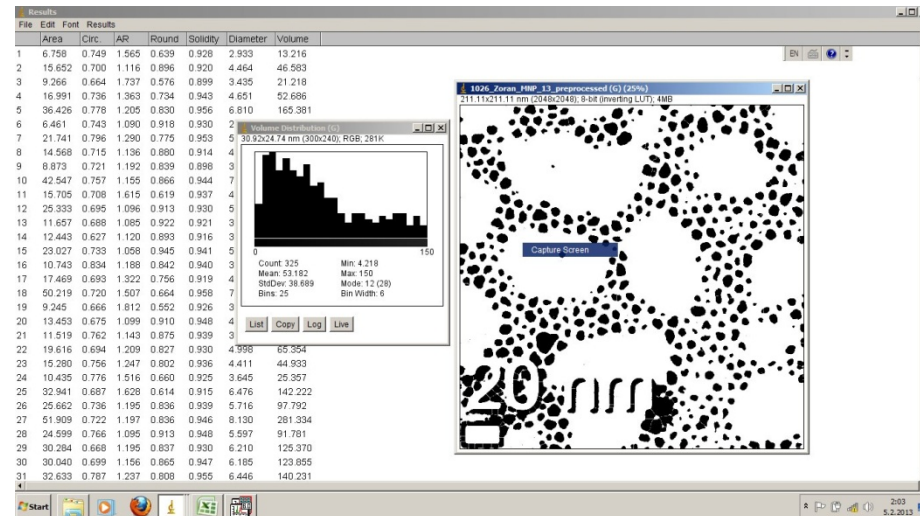 Results
File Edit Font Results
Area Circ. AR Round Solidity Diameter Volume
1 6.758 0.749 1.565 0.639 0.928 2.933 13.216
2 15.652 0.700 1.116 0.896 0.920 4.464 46.583
3 9.266 0.664 1.737 0.576 0.899 3.435 21.218
4 16.991 0.736 1.363 0.734 0.943 4.651 52.686
5 36.426 0.778 1.205 0.830 0.956 6.810 165.381
6 6.461 0.743 1.090 0.918 0.930 2
7 21.741 0.796 1.290 0.775 0.953 5
8 14.568 0.715 1.136 0.880 0.914 4
9 8.873 0.721 1.192 0.839 0.898 3
10 42.547 0.757 1.155 0.866 0.944 7
11 15.705 0.708 1.615 0.619 0.937 4
12 25.333 0.695 1.096 0.913 0.930 5
13 11.657 0.688 1.085 0.922 0.921 3
14 12.443 0.627 1.120 0.893 0.916 3
15 23.027 0.733 1.058 0.945 0.941 5
16 10.743 0.834 1.188 0.842 0.940 3
17 17.469 0.693 1.322 0.756 0.919 4
18 50.219 0.720 1.507 0.664 0.958 7
19 9.245 0.666 1.812 0.552 0.926 3
20 13.453 0.675 1.099 0.910 0.948 4
21 11.519 0.762 1.143 0.875 0.939 3
22 19.616 0.694 1.209 0.827 0.930 4.998 65.354
23 15.280 0.756 1.247 0.802 0.936 4.411 44.933
24 10.435 0.776 1.516 0.660 0.925 3.645 25.357
25 32.941 0.687 1.628 0.614 0.915 6.476 142.222
26 25.662 0.736 1.195 0.836 0.939 5.716 97.792
27 51.909 0.722 1.197 0.836 0.946 8.130 281.334
28 24.599 0.766 1.095 0.913 0.948 5.597 91.781
29 30.284 0.668 1.195 0.837 0.930 6.210 125.370
30 30.040 0.699 1.156 0.865 0.947 6.185 123.855
31 32.633 0.787 1.237 0.808 0.955 6.446 140.231
Volume Distribution (G)
30.92x24.74 nm (300x240); RGB; 281K
0 150
Count: 325 Min: 4.218
Mean: 53.182 Max: 150
StdDev: 38.689 Mode: 12 (28)
Bins: 25 Bin Width: 6
List Copy Log Live
EN
1026_Zoran_MNP_13_preprocessed (G) (25%)
211.11x211.11 nm (2048x2048); 8-bit (inverting LUT); 4MB
Capture Screen
20 nm
Start
2:03
5.2.2013